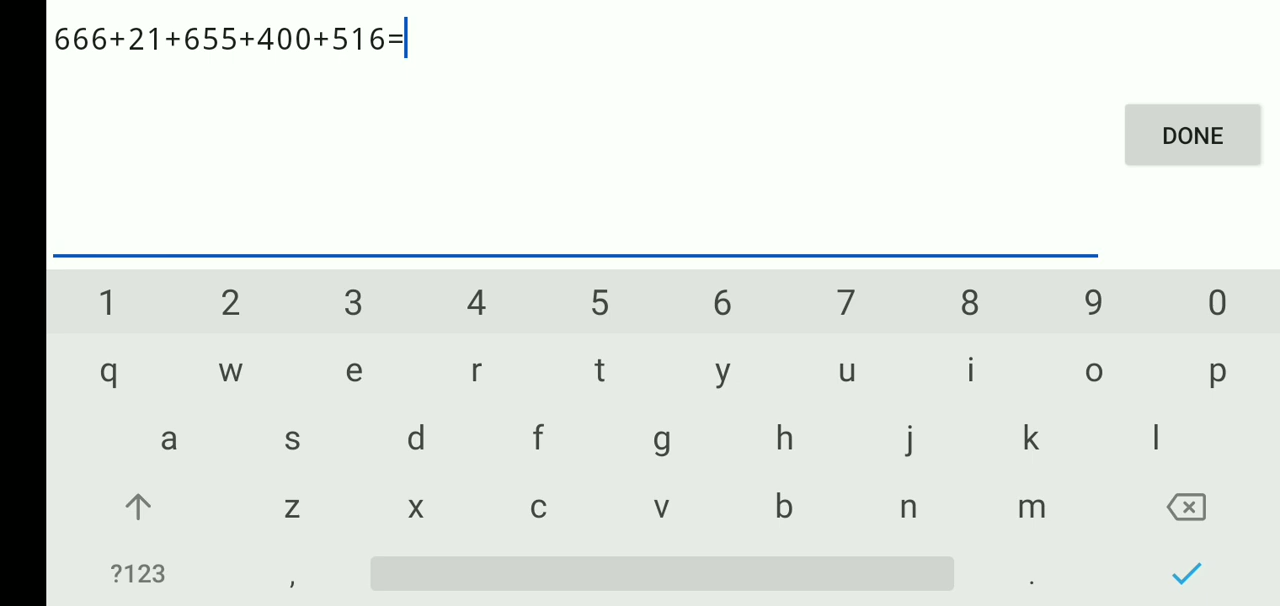 666+21+655+400+516=
DONE
1 2 3 4 5 6 7 8 9 0
q w e r t y u i o p
a s d f g h j k l
z x c v b n m
?123 , .